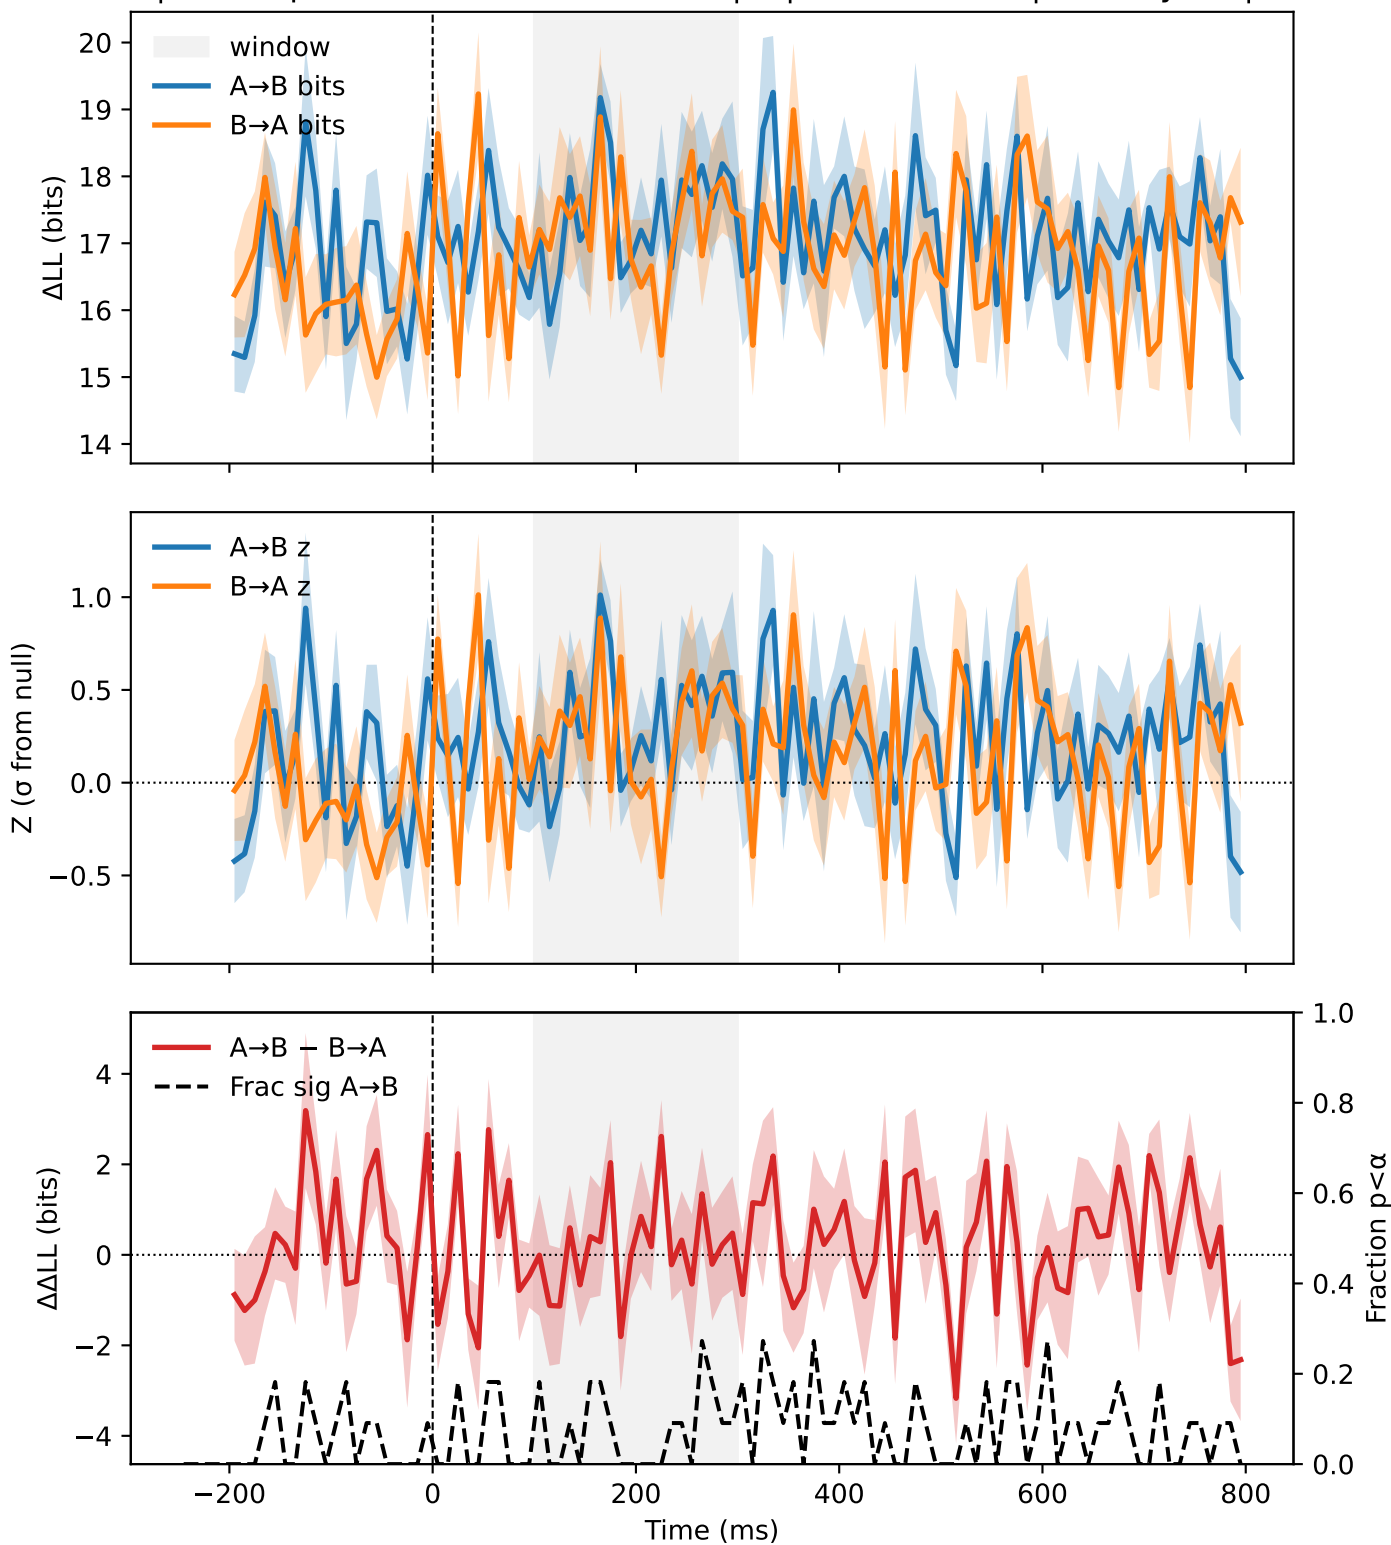 20
19
18
17
16
15
14
ΔLL (bits)
window
A→B bits
B→A bits
1.0
0.5
0.0
−0.5
Z (σ from null)
A→B z
B→A z
4
2
0
−2
−4
ΔΔLL (bits)
A→B − B→A
Frac sig A→B
1.0
0.8
0.6
0.4
0.2
0.0
Fraction p<α
−200 0 200 400 600 800
Time (ms)